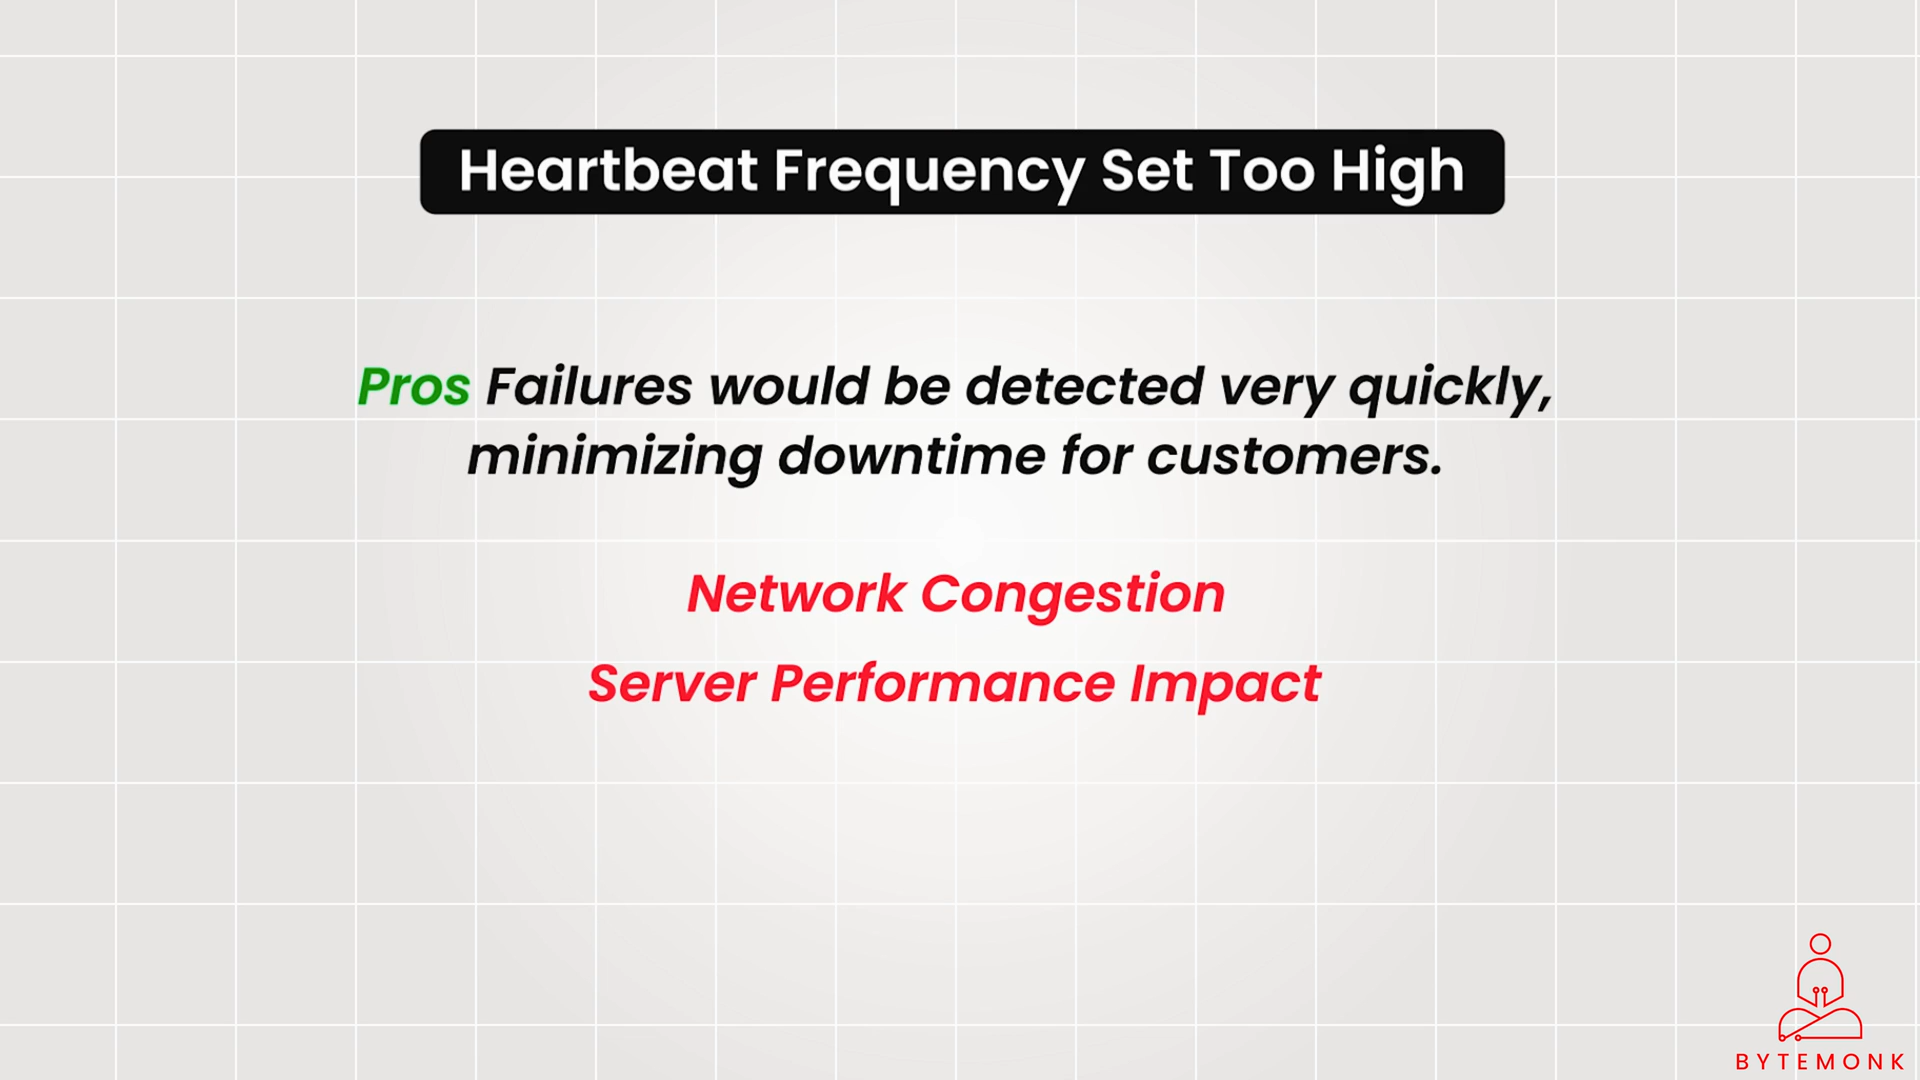 Heartbeat Frequency Set Too High
Pros Failures would be detected very quickly,
minimizing downtime for customers.
Network Congestion
Server Performance Impact
BYTEMONK